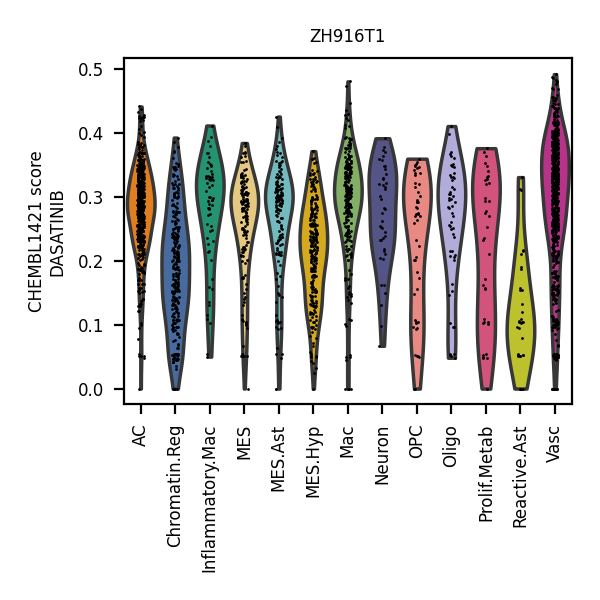 ZH916T1
CHEMBL1421 score
DASATINIB
0.5
0.4
0.3
0.2
0.1
0.0
AC
Chromatin.Reg
Inflammatory.Mac
MES
MES.Ast
MES.Hyp
Mac
Neuron
OPC
Oligo
Prolif.Metab
Reactive.Ast
Vasc